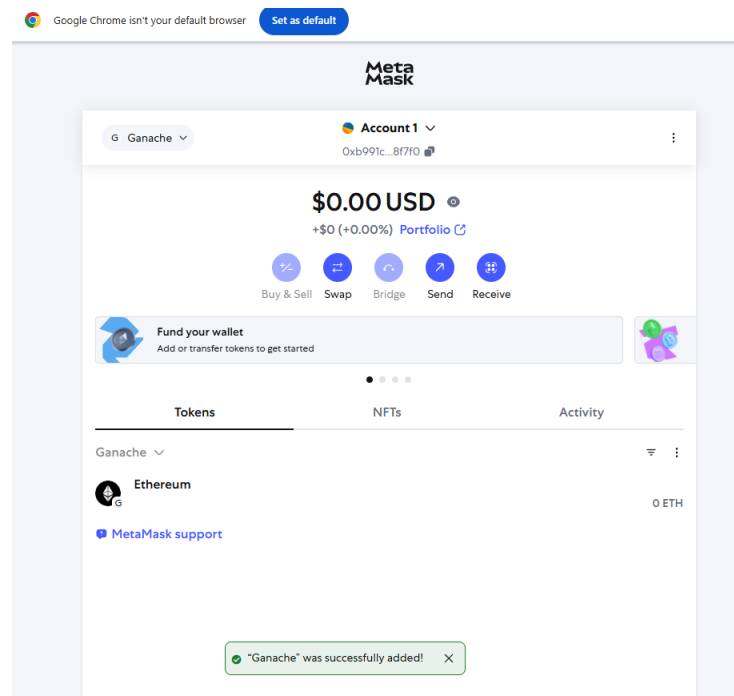 Google Chrome isn't your default browser Set as default
Meta
Mask
G Ganache
Account 1
0xb991c...8f7f0
$0.00 USD
+$0 (+0.00%) Portfolio
Buy & Sell Swap Bridge Send Receive
Fund your wallet
Add or transfer tokens to get started
Tokens NFTs Activity
Ganache
Ethereum
G
0 ETH
MetaMask support
"Ganache" was successfully added!